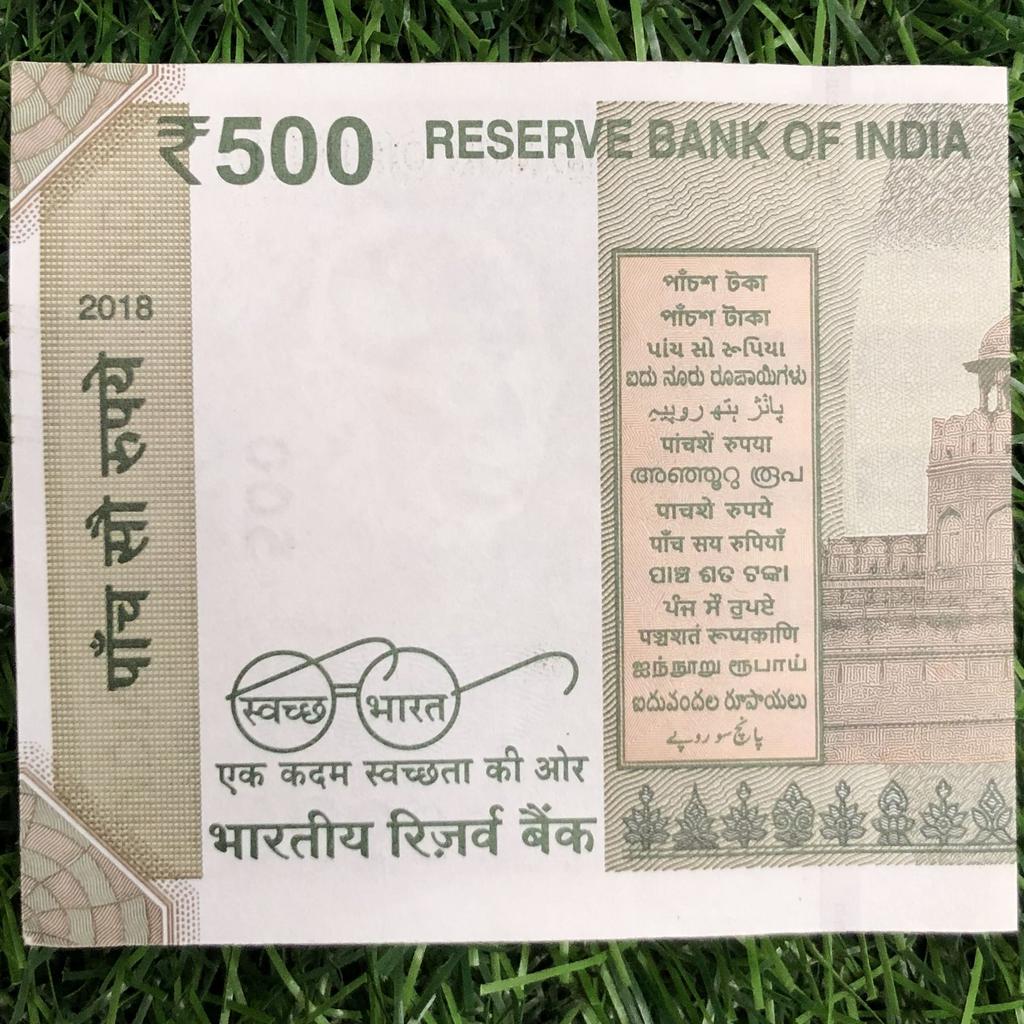 ₹500
RESERVE BANK OF INDIA
2018
पाँच सौ रुपये
পাঁচশ টকা
পাঁচশ টাকা
પાંચ સો રૂપિયા
ಐದು ನೂರು ರೂಪಾಯಿಗಳು
پانژھ ہتھ روپیہ
पांचशें रुपया
അഞ്ഞൂറു രൂപ
पाचशे रुपये
पाँच सय रुपियाँ
ପାଞ୍ଚ ଶତ ଟଙ୍କା
ਪੰਜ ਸੌ ਰੁਪਏ
पञ्चशतं रूप्यकाणि
ஐந்நூறு ரூபாய்
ఐదువందల రూపాయలు
پانچ سو روپے
स्वच्छ भारत
एक कदम स्वच्छता की ओर
भारतीय रिज़र्व बैंक